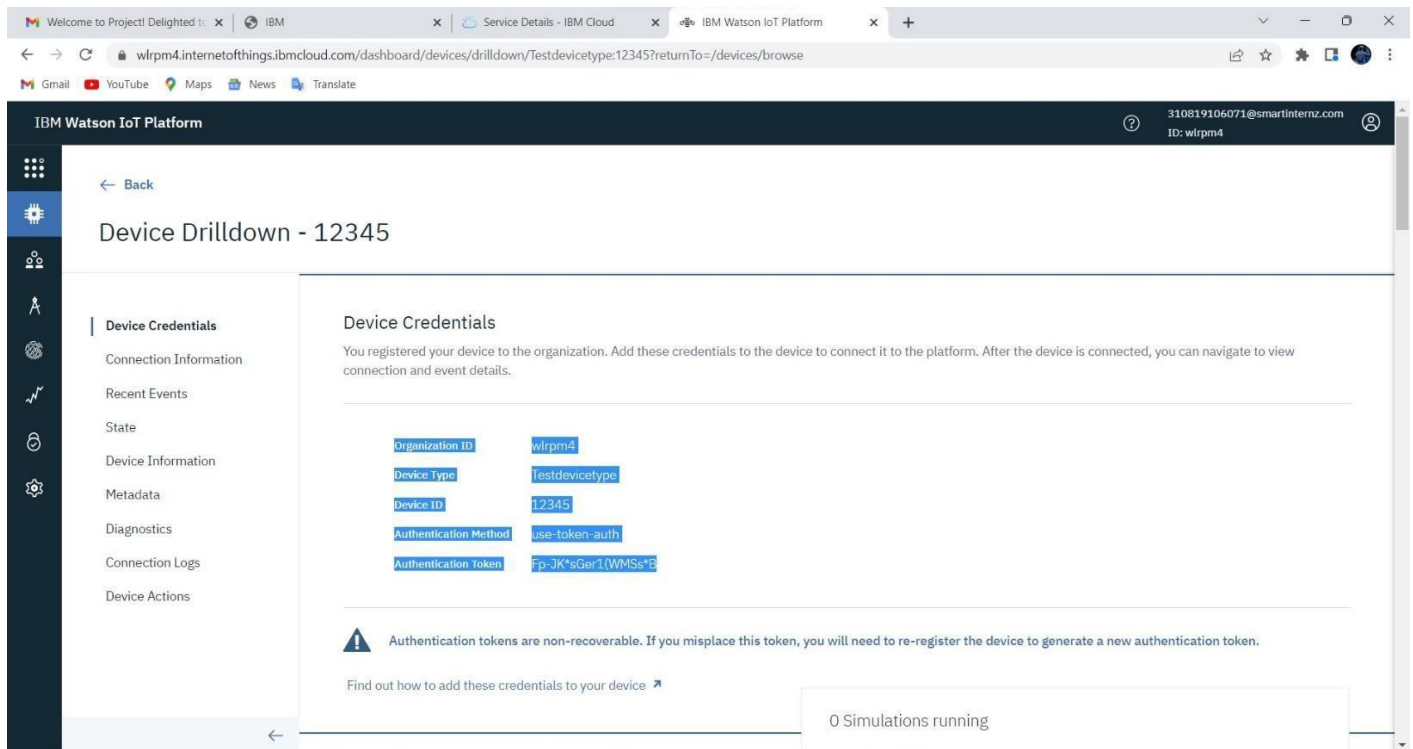 Welcome to Project! Delighted to
IBM
Service Details - IBM Cloud
IBM Watson IoT Platform
wlrpm4.internetofthings.ibmcloud.com/dashboard/devices/drilldown/Testdevicetype:12345?returnTo=/devices/browse
Gmail YouTube Maps News Translate
IBM Watson IoT Platform
310819106071@smartinternz.com
ID: wlrpm4
Back
Device Drilldown - 12345
Device Credentials
Connection Information
Recent Events
State
Device Information
Metadata
Diagnostics
Connection Logs
Device Actions
Device Credentials
You registered your device to the organization. Add these credentials to the device to connect it to the platform. After the device is connected, you can navigate to view
connection and event details.
Organization ID wlrpm4
Device Type Testdevicetype
Device ID 12345
Authentication Method use-token-auth
Authentication Token Fp-JK*sGer1(WMSs*B
Authentication tokens are non-recoverable. If you misplace this token, you will need to re-register the device to generate a new authentication token.
Find out how to add these credentials to your device
0 Simulations running